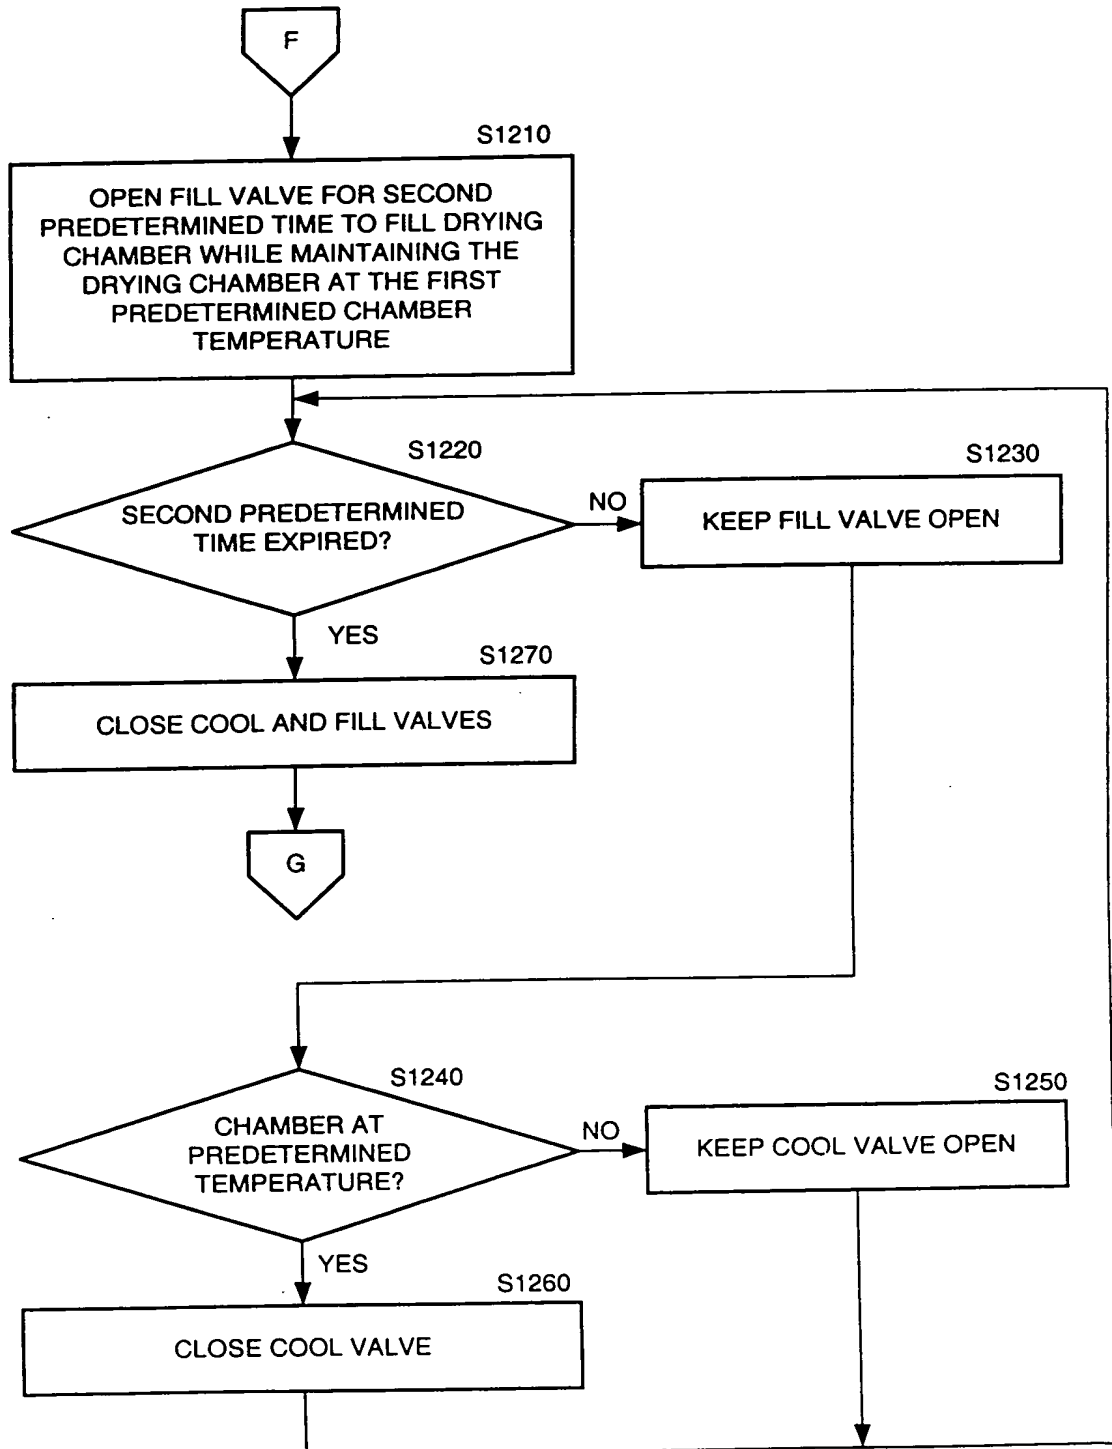 F
S1210
OPEN FILL VALVE FOR SECOND
PREDETERMINED TIME TO FILL DRYING
CHAMBER WHILE MAINTAINING THE
DRYING CHAMBER AT THE FIRST
PREDETERMINED CHAMBER
TEMPERATURE
S1220
SECOND PREDETERMINED
TIME EXPIRED?
NO
S1230
KEEP FILL VALVE OPEN
YES
S1270
CLOSE COOL AND FILL VALVES
G
S1240
CHAMBER AT
PREDETERMINED
TEMPERATURE?
NO
S1250
KEEP COOL VALVE OPEN
YES
S1260
CLOSE COOL VALVE